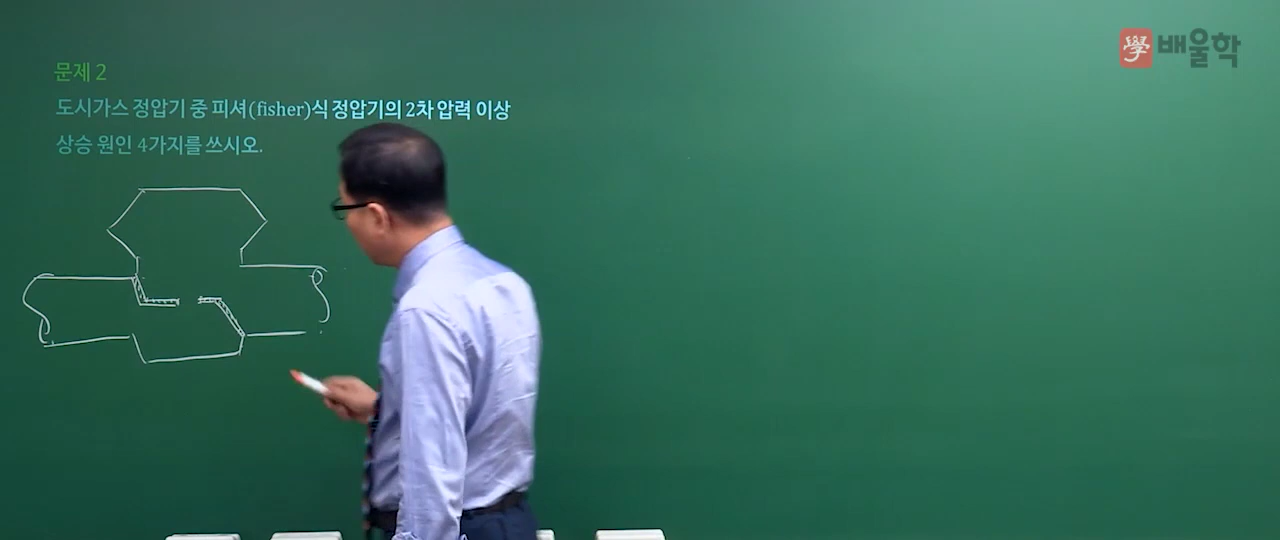 學 배울학
문제 2
도시가스 정압기 중 피셔(fisher)식 정압기의 2차 압력 이상
상승 원인 4가지를 쓰시오.